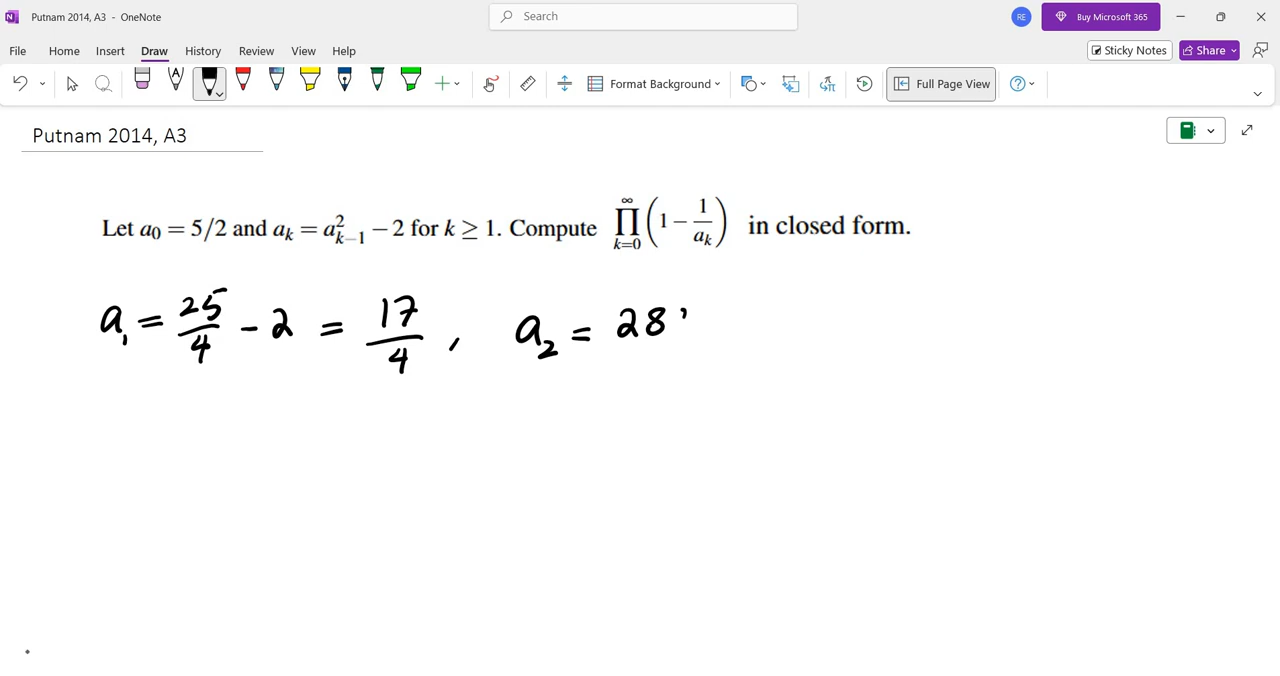 Putnam 2014, A3 - OneNote
Search
RE
Buy Microsoft 365
File Home Insert Draw History Review View Help
Sticky Notes
Share
Format Background
Full Page View
Putnam 2014, A3
Let a₀ = 5/2 and aₖ = a²ₖ₋₁ − 2 for k ≥ 1. Compute ∏_{k=0}^{∞} (1 − 1/aₖ) in closed form.
a₁ = 25/4 - 2 = 17/4 , a₂ = 28